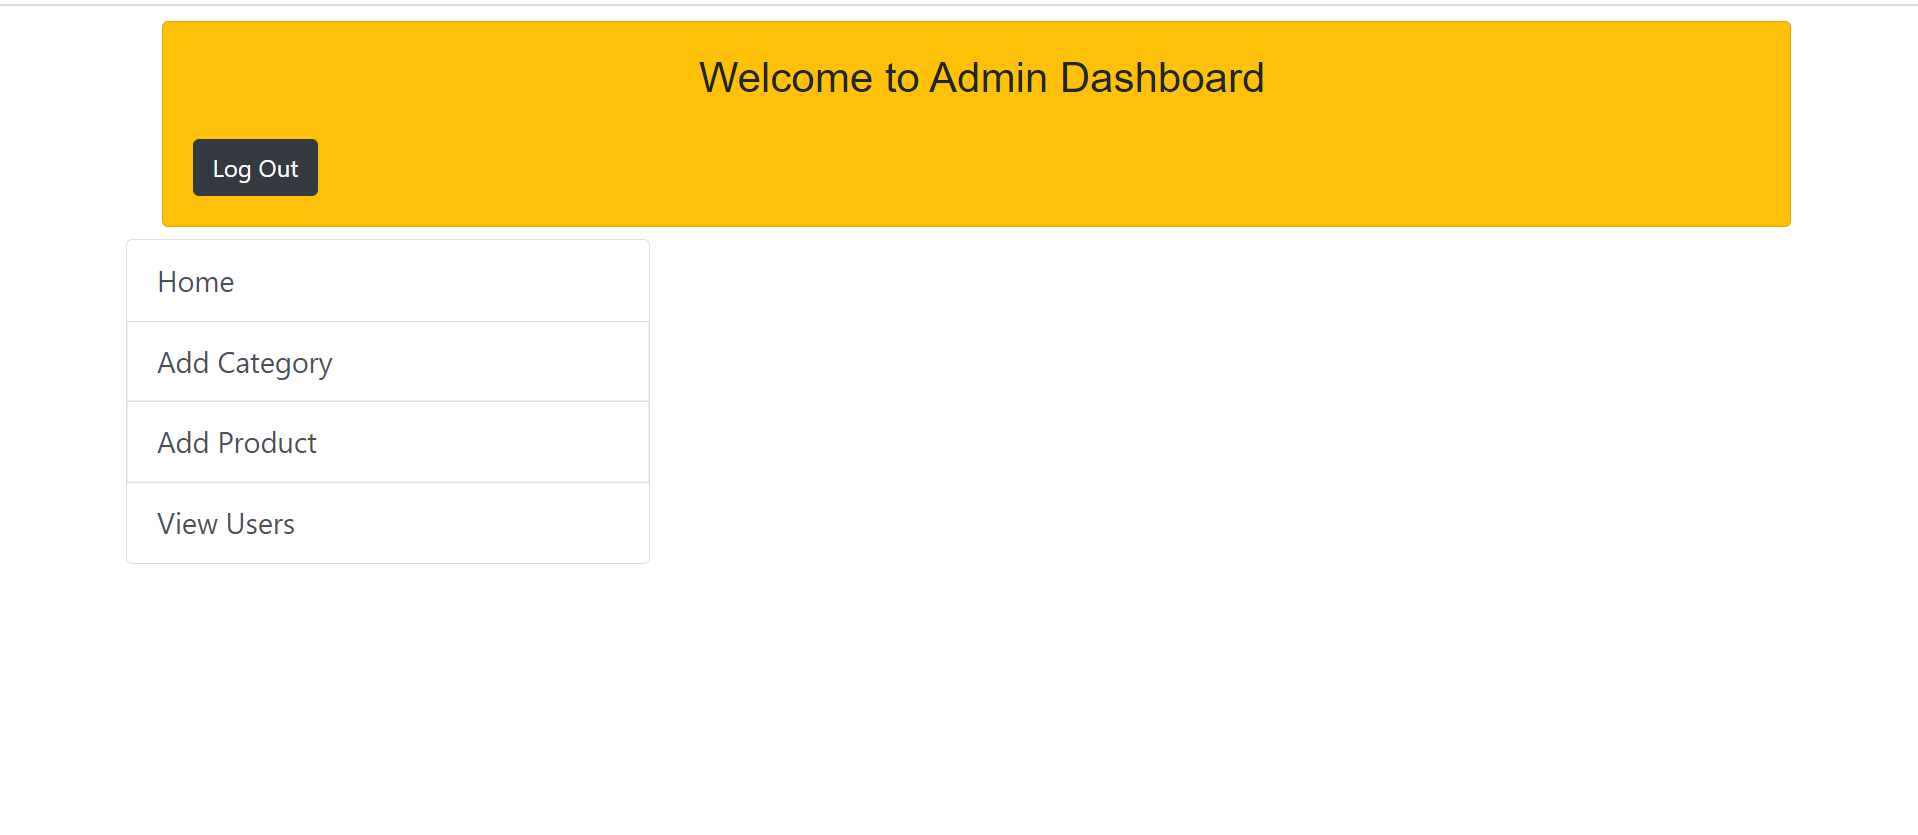 Welcome to Admin Dashboard
Log Out
Home
Add Category
Add Product
View Users